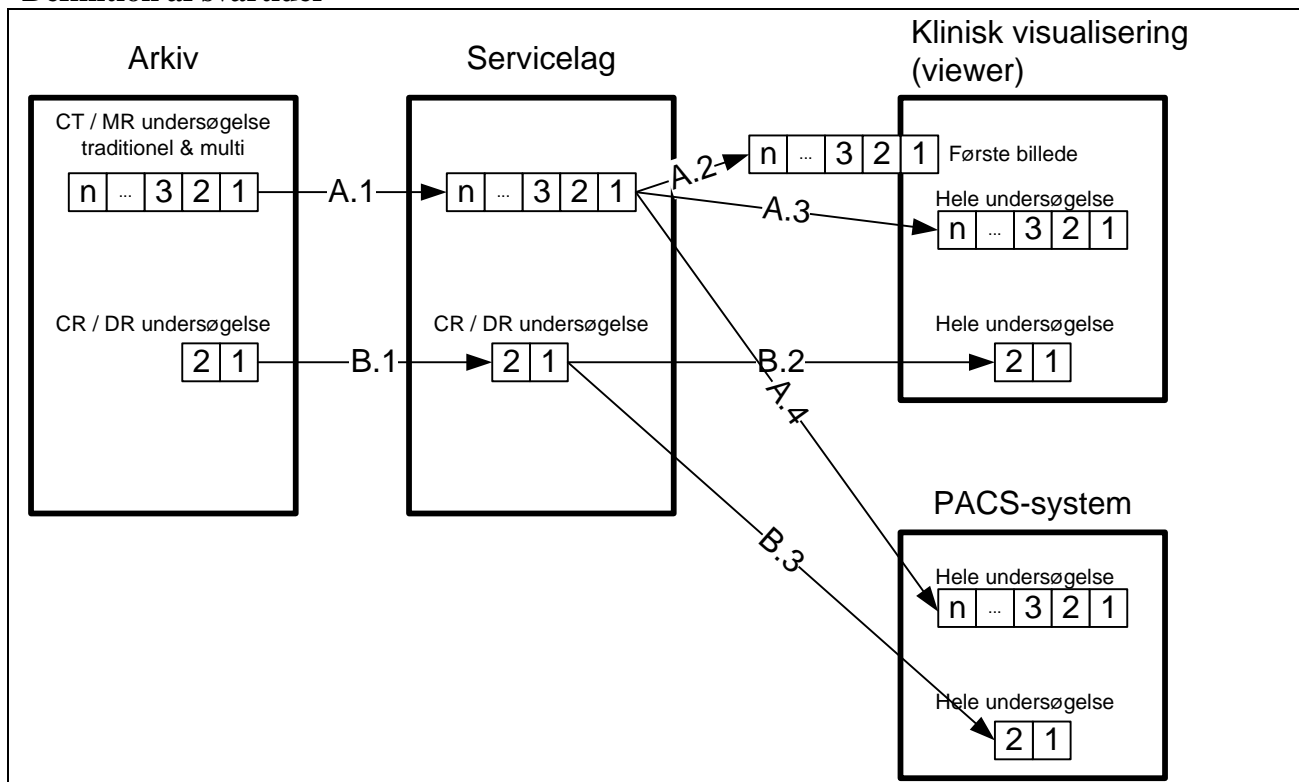 Arkiv
Servicelag
Klinisk visualisering
(viewer)
CT / MR undersøgelse
traditionel & multi
n ... 3 2 1
A.1
n ... 3 2 1
A.2
n ... 3 2 1
Første billede
A.3
Hele undersøgelse
n ... 3 2 1
CR / DR undersøgelse
2 1
B.1
CR / DR undersøgelse
2 1
B.2
Hele undersøgelse
2 1
A.4
B.3
PACS-system
Hele undersøgelse
n ... 3 2 1
Hele undersøgelse
2 1